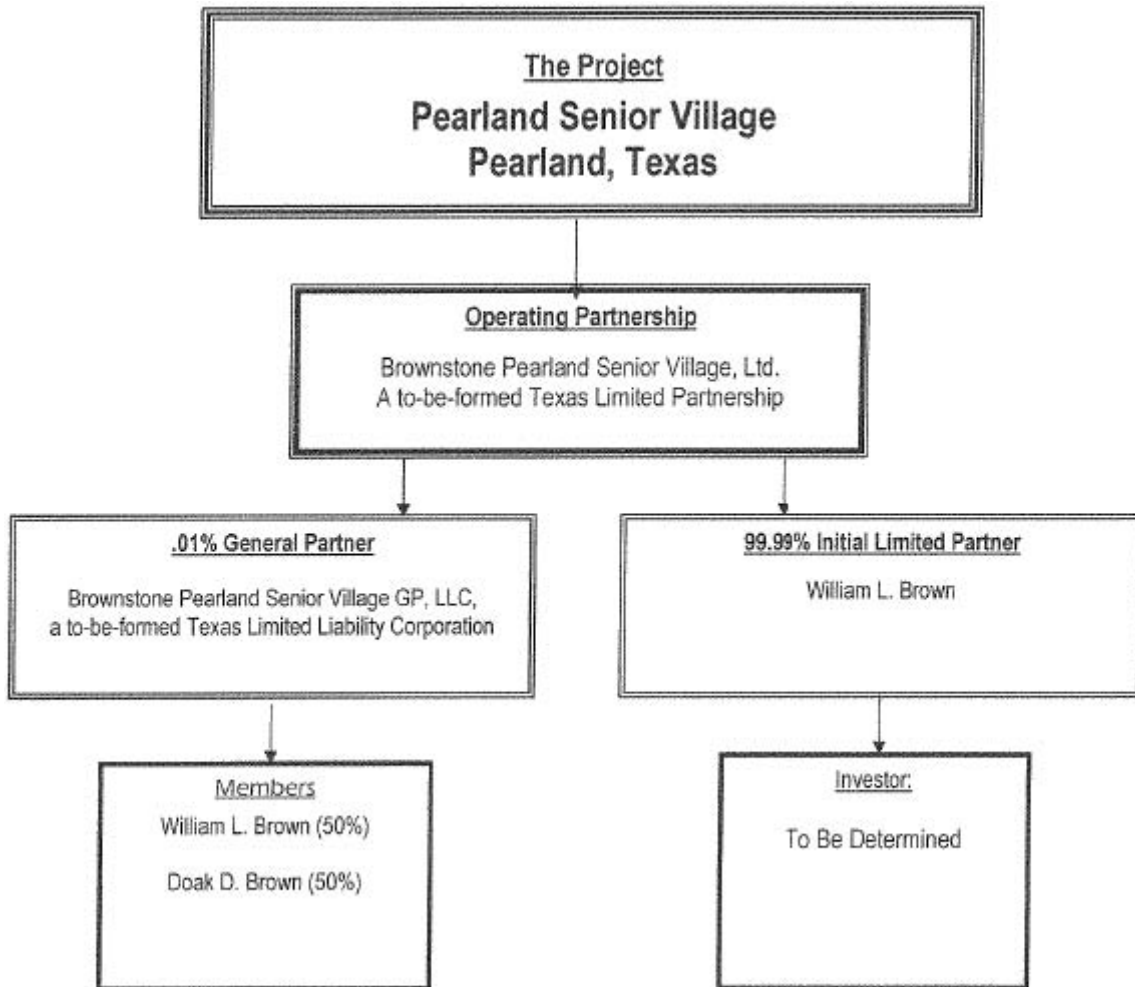 The Project
Pearland Senior Village
Pearland, Texas
Operating Partnership
Brownstone Pearland Senior Village, Ltd.
A to-be-formed Texas Limited Partnership
.01% General Partner
Brownstone Pearland Senior Village GP, LLC,
a to-be-formed Texas Limited Liability Corporation
99.99% Initial Limited Partner
William L. Brown
Members
William L. Brown (50%)
Doak D. Brown (50%)
Investor:
To Be Determined